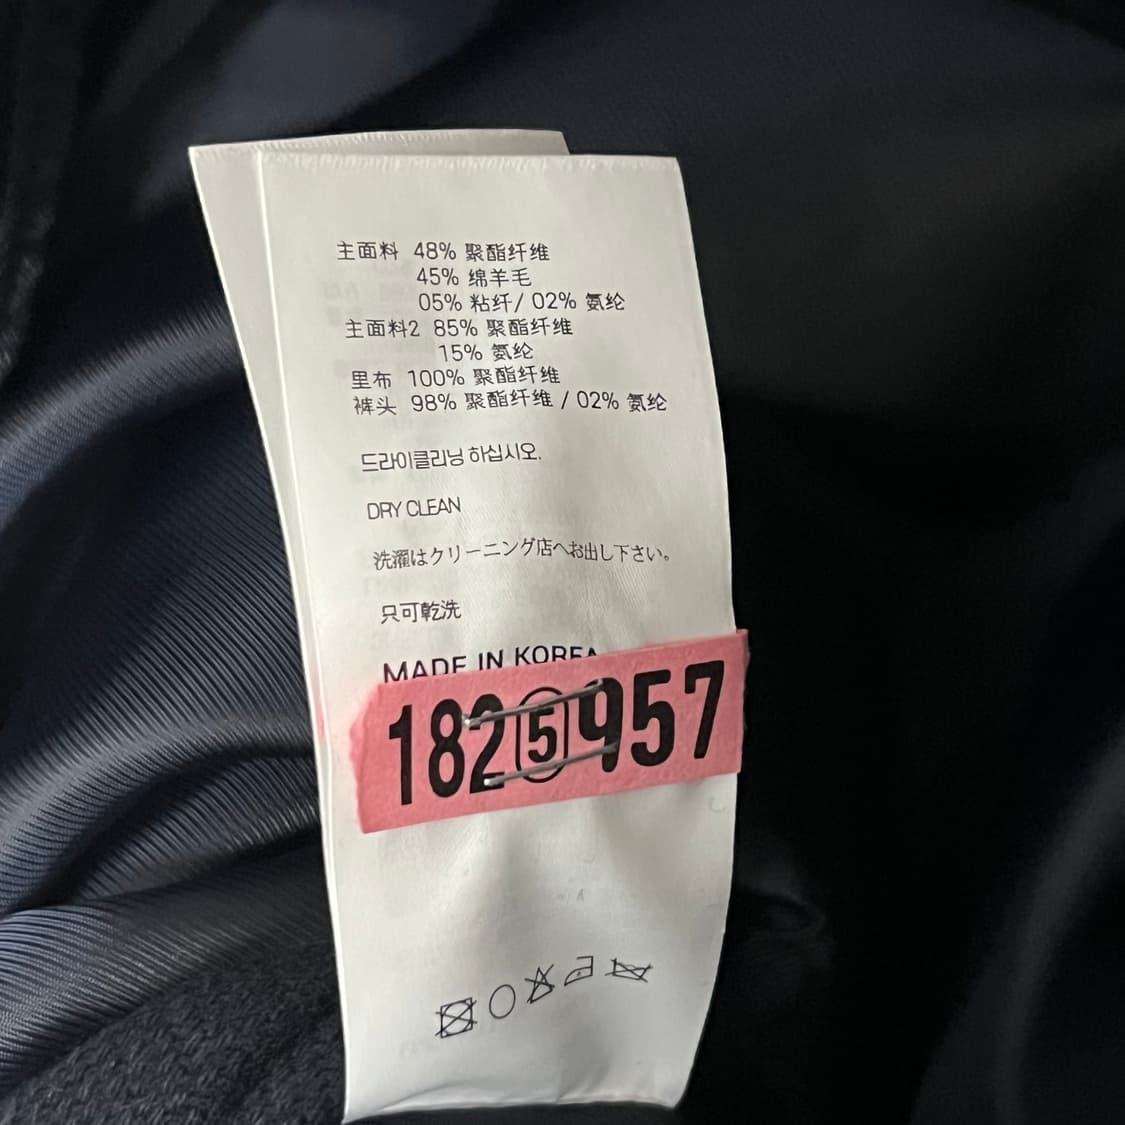 主面料 48% 聚酯纤维
45% 绵羊毛
05% 粘纤/ 02% 氨纶
主面料2 85% 聚酯纤维
15% 氨纶
里布 100% 聚酯纤维
裤头 98% 聚酯纤维 / 02% 氨纶
드라이클리닝 하십시오.
DRY CLEAN
洗濯はクリーニング店へお出し下さい。
只可乾洗
MADE IN KOREA
182⑤957